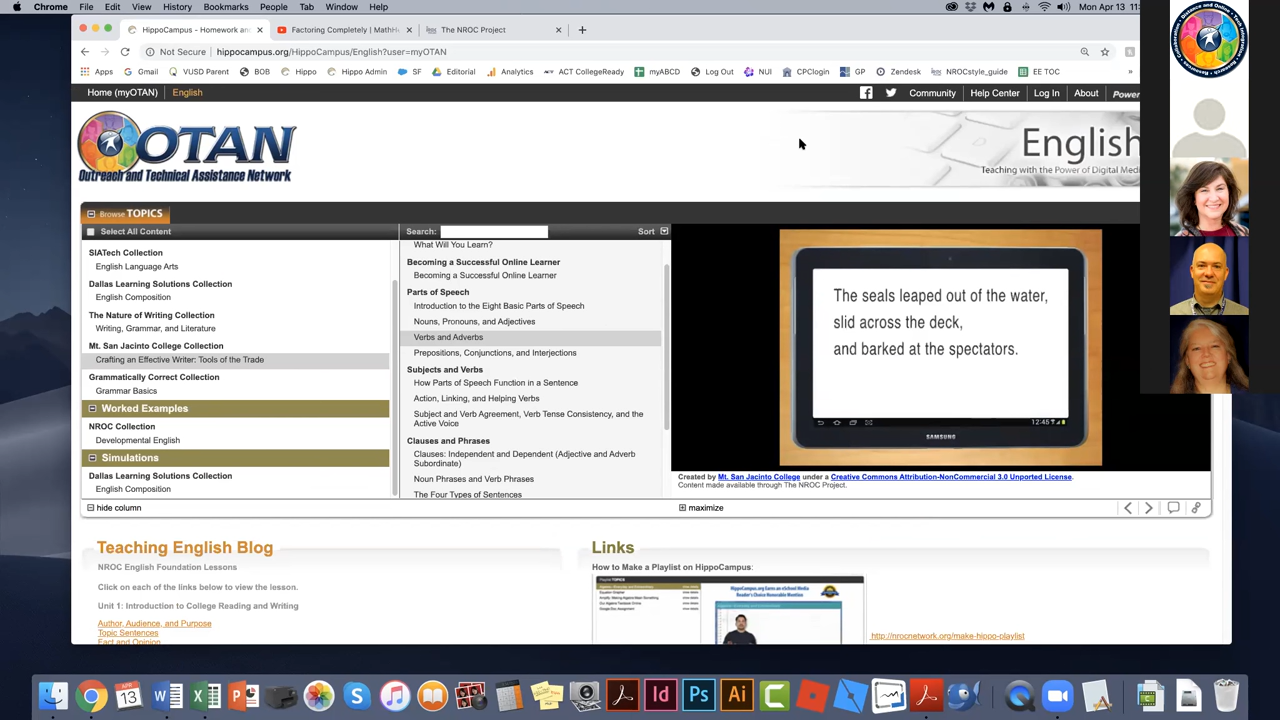 Chrome File Edit View History Bookmarks People Tab Window Help
Mon Apr 13
HippoCampus - Homework an
Factoring Completely | MathH
The NROC Project
Not Secure hippocampus.org/HippoCampus/English?user=myOTAN
Apps Gmail VUSD Parent BOB Hippo Hippo Admin SF Editorial Analytics ACT CollegeReady myABCD Log Out NUI CPClogin GP Zendesk NROCstyle_guide EE TOC »
Home (myOTAN) English
Community Help Center Log In About Power
OTAN
Outreach and Technical Assistance Network
English
Teaching with the Power of Digital Med
Browse TOPICS
Select All Content
SIATech Collection
English Language Arts
Dallas Learning Solutions Collection
English Composition
The Nature of Writing Collection
Writing, Grammar, and Literature
Mt. San Jacinto College Collection
Crafting an Effective Writer: Tools of the Trade
Grammatically Correct Collection
Grammar Basics
Worked Examples
NROC Collection
Developmental English
Simulations
Dallas Learning Solutions Collection
English Composition
hide column
Search: Sort
What Will You Learn?
Becoming a Successful Online Learner
Becoming a Successful Online Learner
Parts of Speech
Introduction to the Eight Basic Parts of Speech
Nouns, Pronouns, and Adjectives
Verbs and Adverbs
Prepositions, Conjunctions, and Interjections
Subjects and Verbs
How Parts of Speech Function in a Sentence
Action, Linking, and Helping Verbs
Subject and Verb Agreement, Verb Tense Consistency, and the
Active Voice
Clauses and Phrases
Clauses: Independent and Dependent (Adjective and Adverb
Subordinate)
Noun Phrases and Verb Phrases
The Four Types of Sentences
The seals leaped out of the water,
slid across the deck,
and barked at the spectators.
12:45
SAMSUNG
Created by Mt. San Jacinto College under a Creative Commons Attribution-NonCommercial 3.0 Unported License.
Content made available through The NROC Project.
maximize
Teaching English Blog
NROC English Foundation Lessons
Click on each of the links below to view the lesson.
Unit 1: Introduction to College Reading and Writing
Author, Audience, and Purpose
Topic Sentences
Fact and Opinion
Links
How to Make a Playlist on HippoCampus:
http://nrocnetwork.org/make-hippo-playlist
APR
13
Id Ps Ai